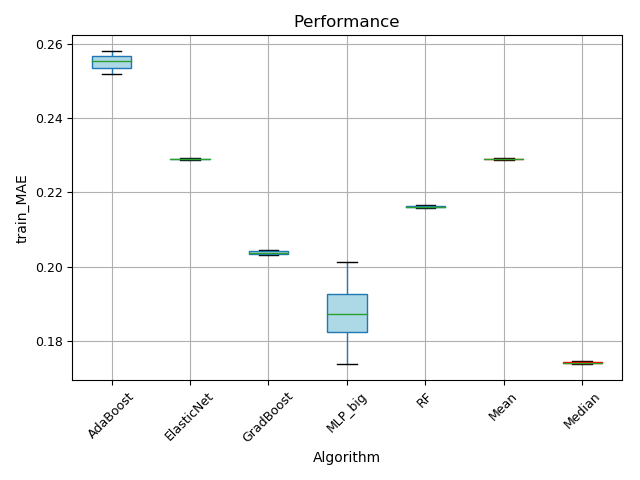 Performance
train_MAE
0.26
0.24
0.22
0.20
0.18
AdaBoost
ElasticNet
GradBoost
MLP_big
RF
Mean
Median
Algorithm